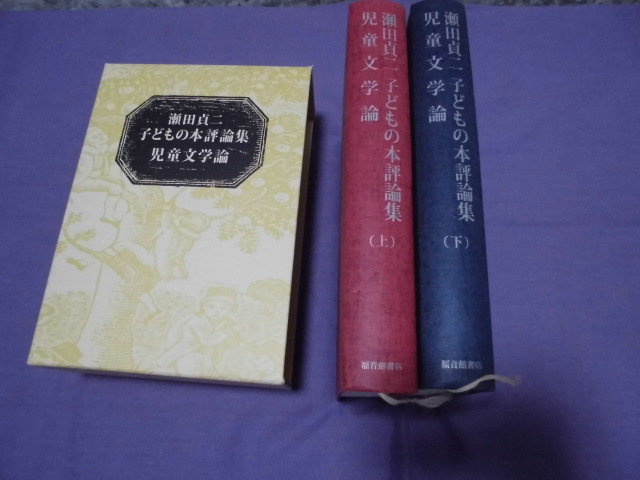 瀬田貞二
子どもの本評論集
児童文学論
瀬田貞二 子どもの本評論集
児童文学論
(上)
福音館書店
瀬田貞二 子どもの本評論集
児童文学論
(下)
福音館書店